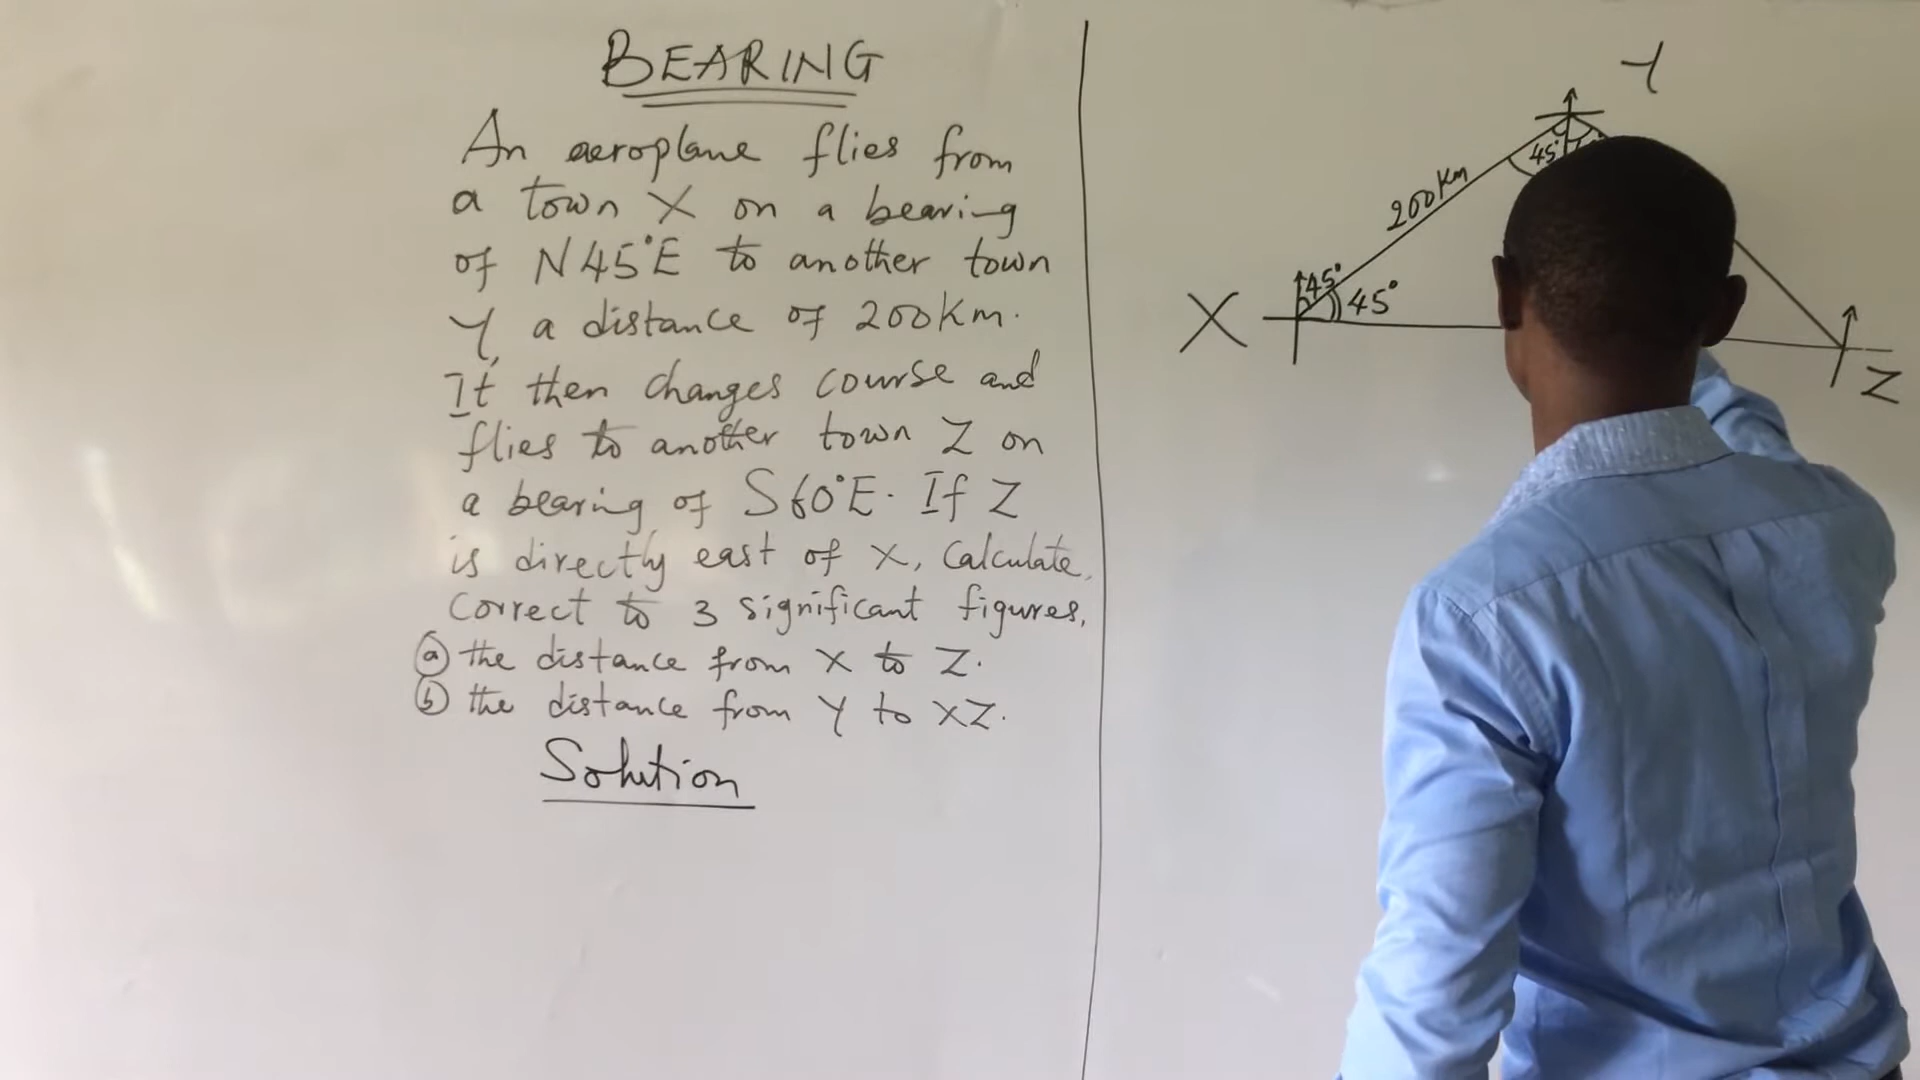 BEARING
An aeroplane flies from
a town X on a bearing
of N45°E to another town
Y, a distance of 200km.
It then changes course and
flies to another town Z on
a bearing of S60°E. If Z
is directly east of X, Calculate,
Correct to 3 significant figures,
(a) the distance from X to Z.
(b) the distance from Y to XZ.
Solution
Y
45°
200km
45°
45°
X
Z